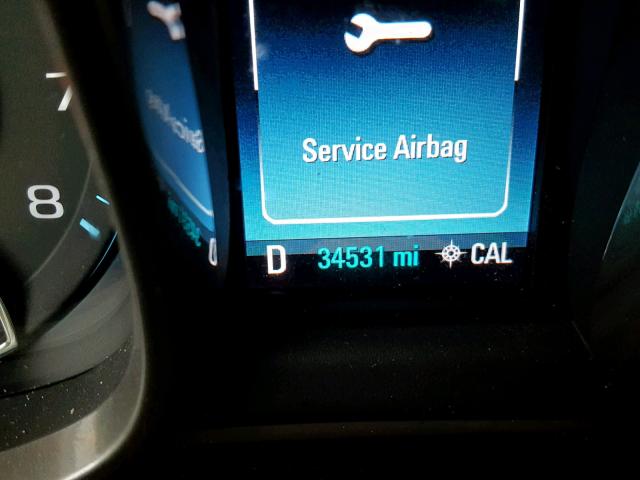 7
8
Service Airbag
D 34531 mi CAL